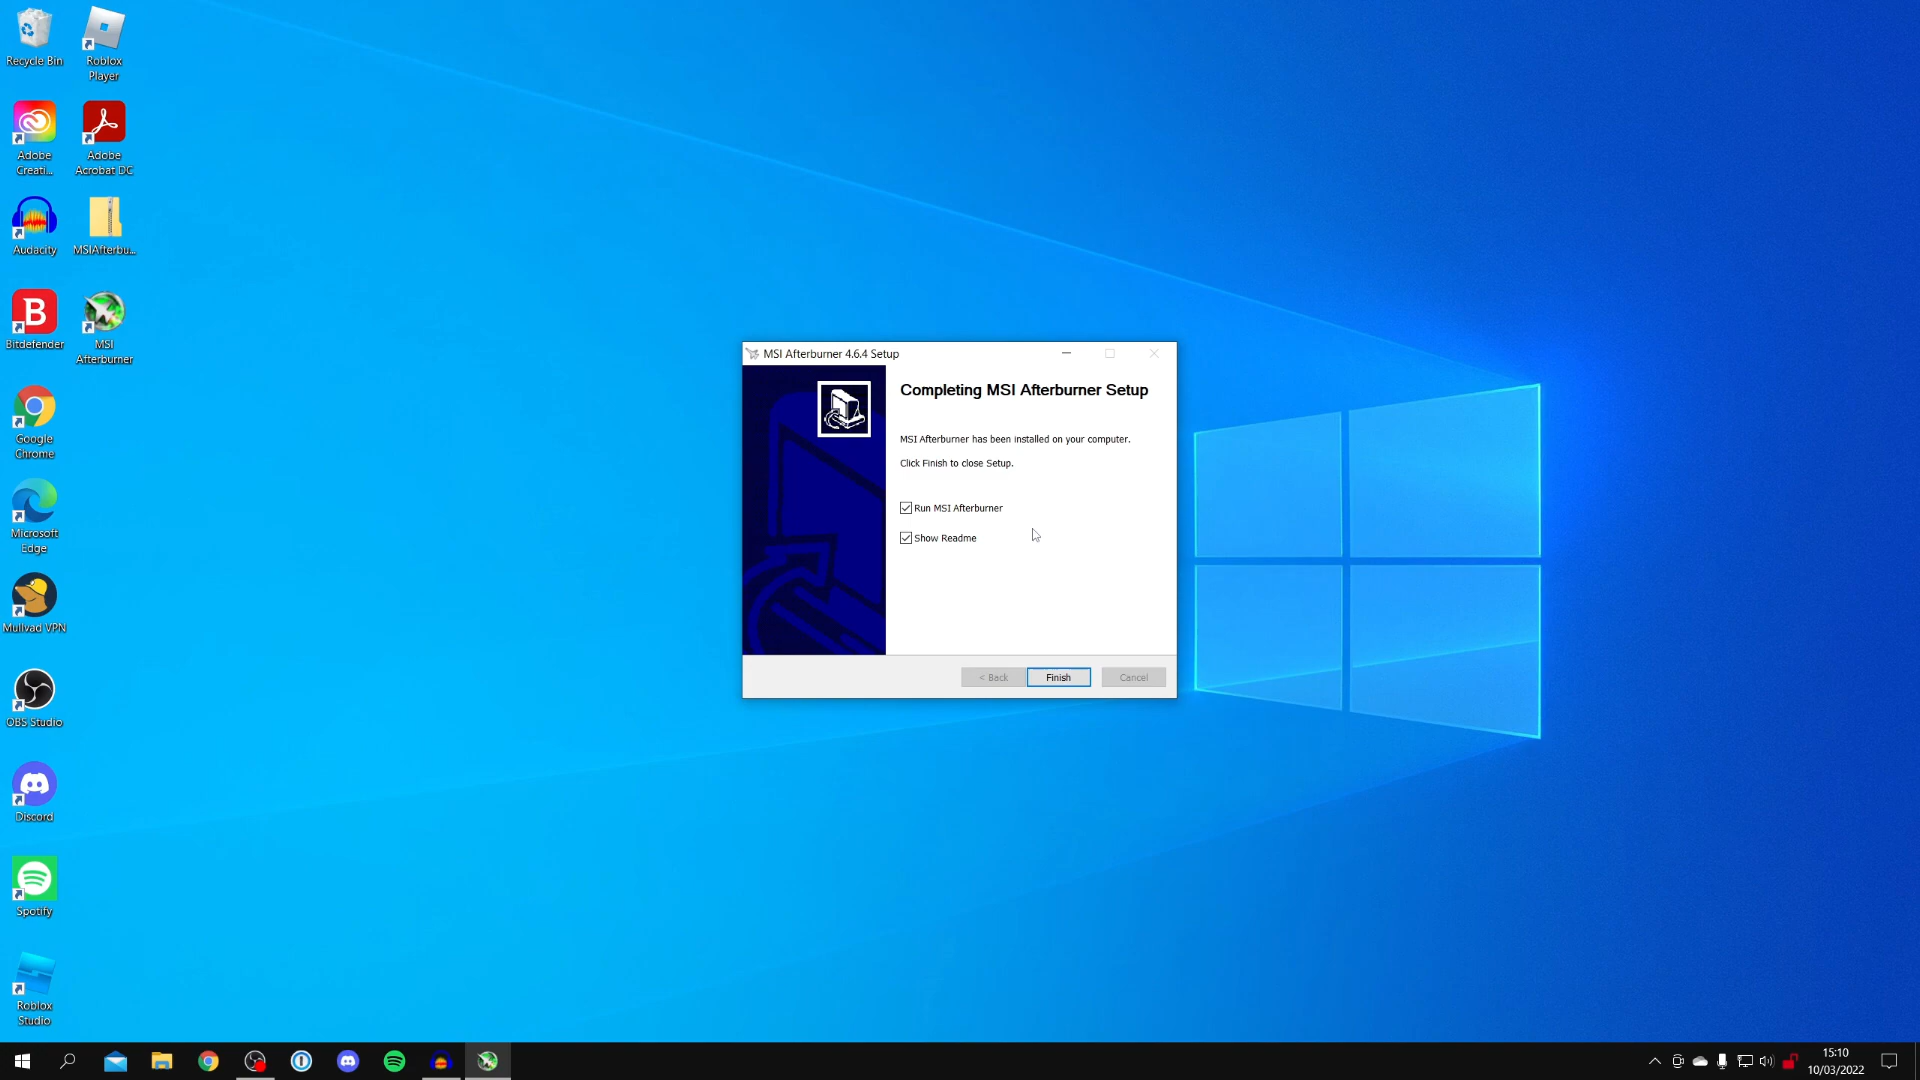 Recycle Bin
Roblox
Player
Adobe
Creati...
Adobe
Acrobat DC
Audacity
MSIAfterbu...
Bitdefender
MSI
Afterburner
Google
Chrome
Microsoft
Edge
Mullvad VPN
OBS Studio
Discord
Spotify
Roblox
Studio
MSI Afterburner 4.6.4 Setup
Completing MSI Afterburner Setup
MSI Afterburner has been installed on your computer.
Click Finish to close Setup.
Run MSI Afterburner
Show Readme
< Back
Finish
Cancel
15:10
10/03/2022